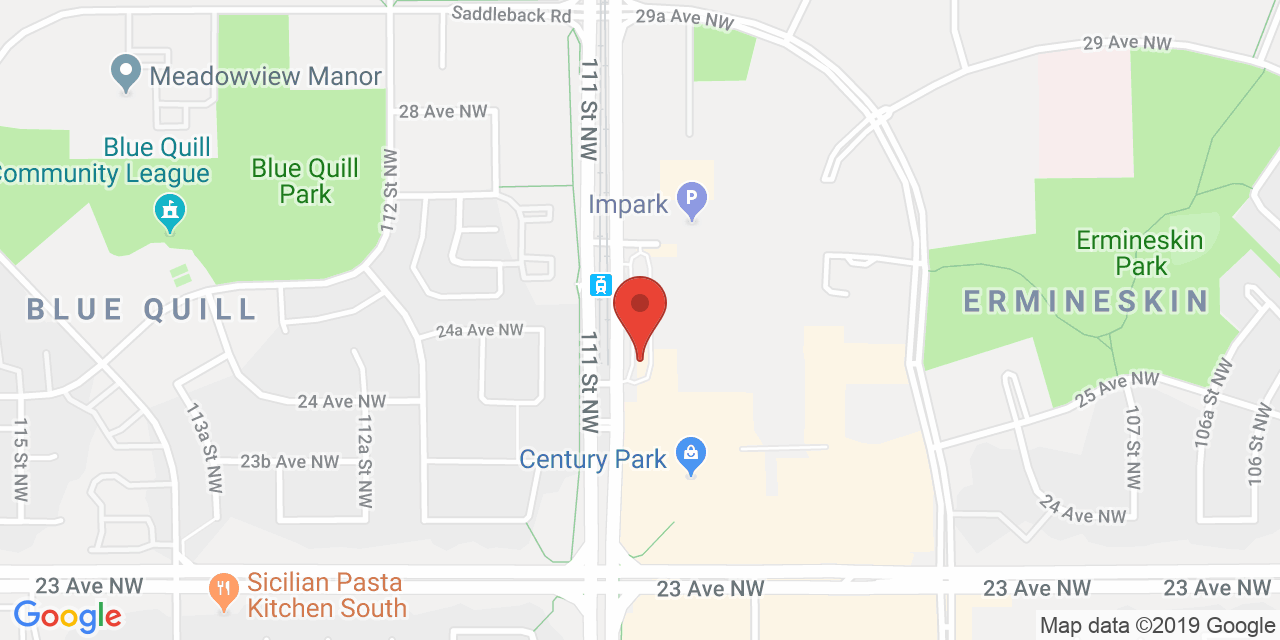 Saddleback Rd
29a Ave NW
29 Ave NW
Meadowview Manor
111 St NW
28 Ave NW
Blue Quill
Community League
Blue Quill
Park
112 St NW
Impark
P
Ermineskin
Park
BLUE QUILL
ERMINESKIN
24a Ave NW
111 St NW
25 Ave NW
24 Ave NW
113a St NW
112a St NW
115 St NW
106a St NW
107 St NW
106 St NW
23b Ave NW
Century Park
24 Ave NW
23 Ave NW
Sicilian Pasta
Kitchen South
23 Ave NW
23 Ave NW
23 Ave NW
Google
Map data ©2019 Google